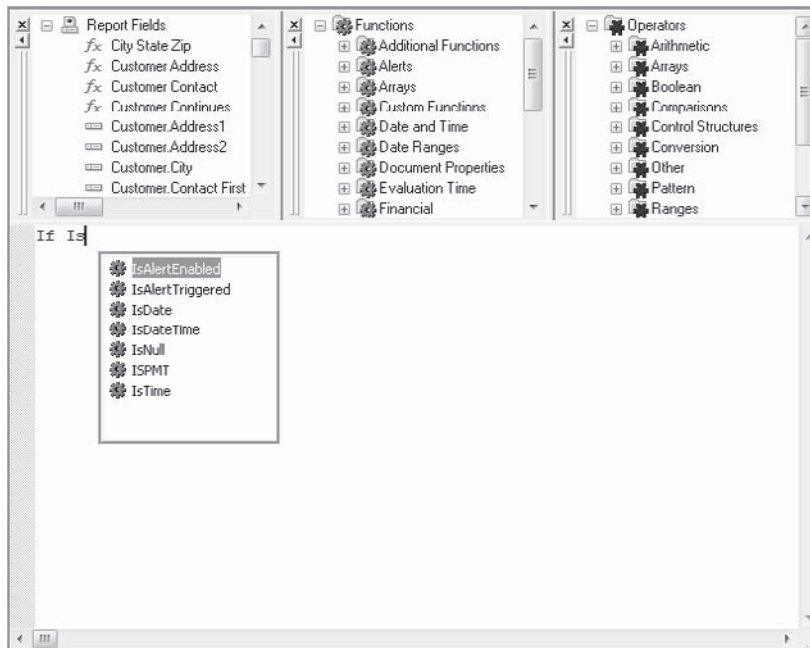 Report Fields
City State Zip
Customer Address
Customer Contact
Customer Continues
Customer.Address1
Customer.Address2
Customer.City
Customer.Contact First
Functions
Additional Functions
Alerts
Arrays
Custom Functions
Date and Time
Date Ranges
Document Properties
Evaluation Time
Financial
Operators
Arithmetic
Arrays
Boolean
Comparisons
Control Structures
Conversion
Other
Pattern
Ranges
If Is
IsAlertEnabled
IsAlertTriggered
IsDate
IsDateTime
IsNull
ISPMT
IsTime